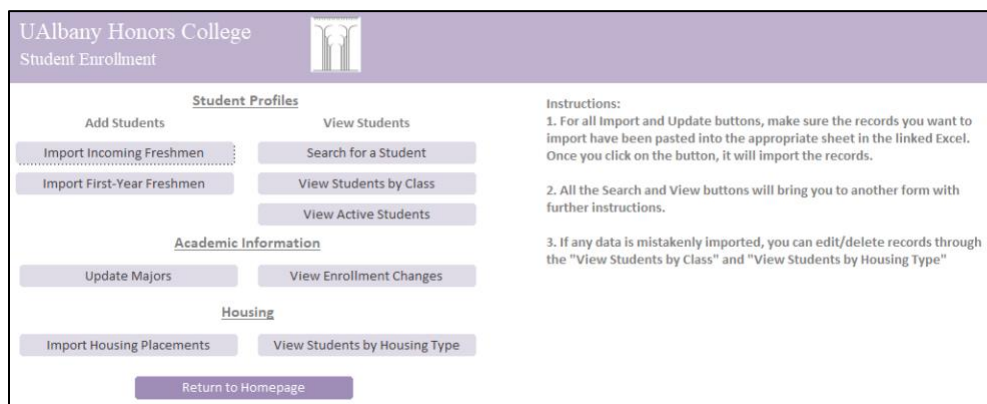 UAlbany Honors College
Student Enrollment
Student Profiles
Add Students
View Students
Import Incoming Freshmen
Search for a Student
Import First-Year Freshmen
View Students by Class
View Active Students
Academic Information
Update Majors
View Enrollment Changes
Housing
Import Housing Placements
View Students by Housing Type
Return to Homepage
Instructions:
1. For all Import and Update buttons, make sure the records you want to
import have been pasted into the appropriate sheet in the linked Excel.
Once you click on the button, it will import the records.
2. All the Search and View buttons will bring you to another form with
further instructions.
3. If any data is mistakenly imported, you can edit/delete records through
the "View Students by Class" and "View Students by Housing Type"